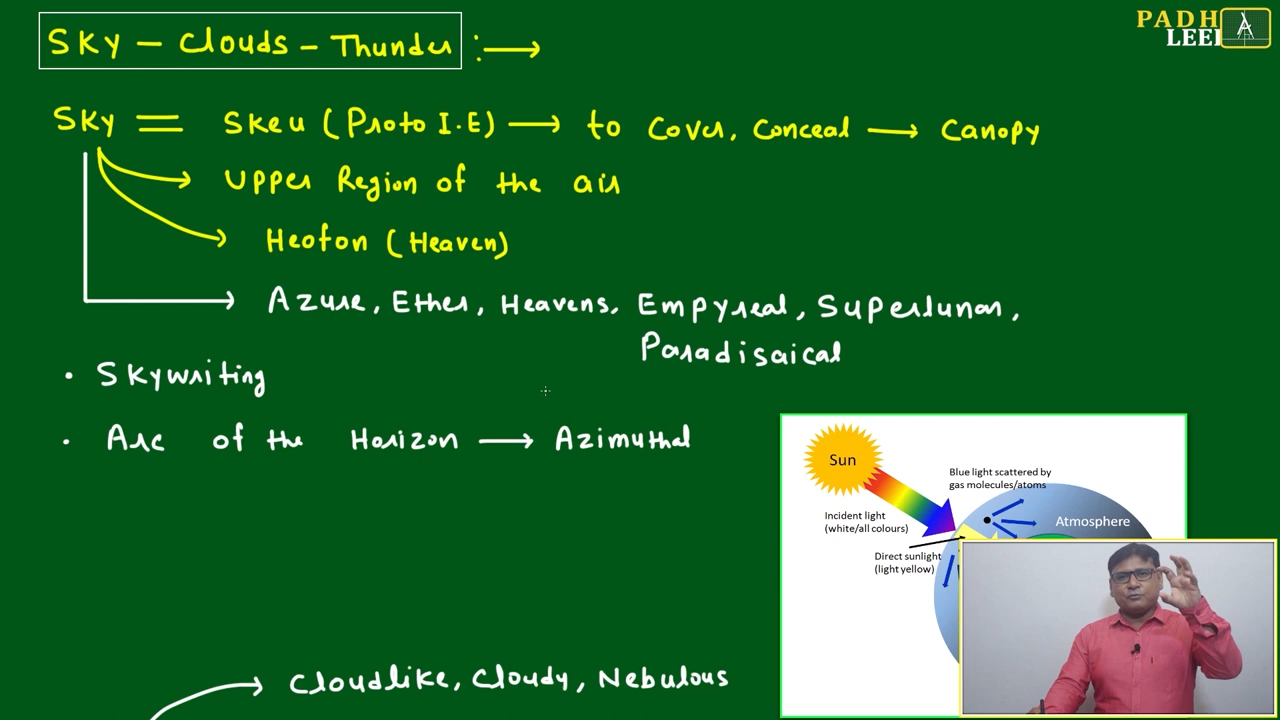 SKy – Clouds – Thunder :→
PADH
LEEI
SKy = Skeu (Proto I.E) → to Cover, Conceal → Canopy
Upper Region of the air
Heofon (Heaven)
Azure, Ether, Heavens. Empyreal, Superlunar,
Paradisaical
• Skywriting
• Arc of the Horizon → Azimuthal
Sun
Blue light scattered by
gas molecules/atoms
Incident light
(white/all colours)
Atmosphere
Direct sunlight
(light yellow)
Cloudlike, Cloudy, Nebulous